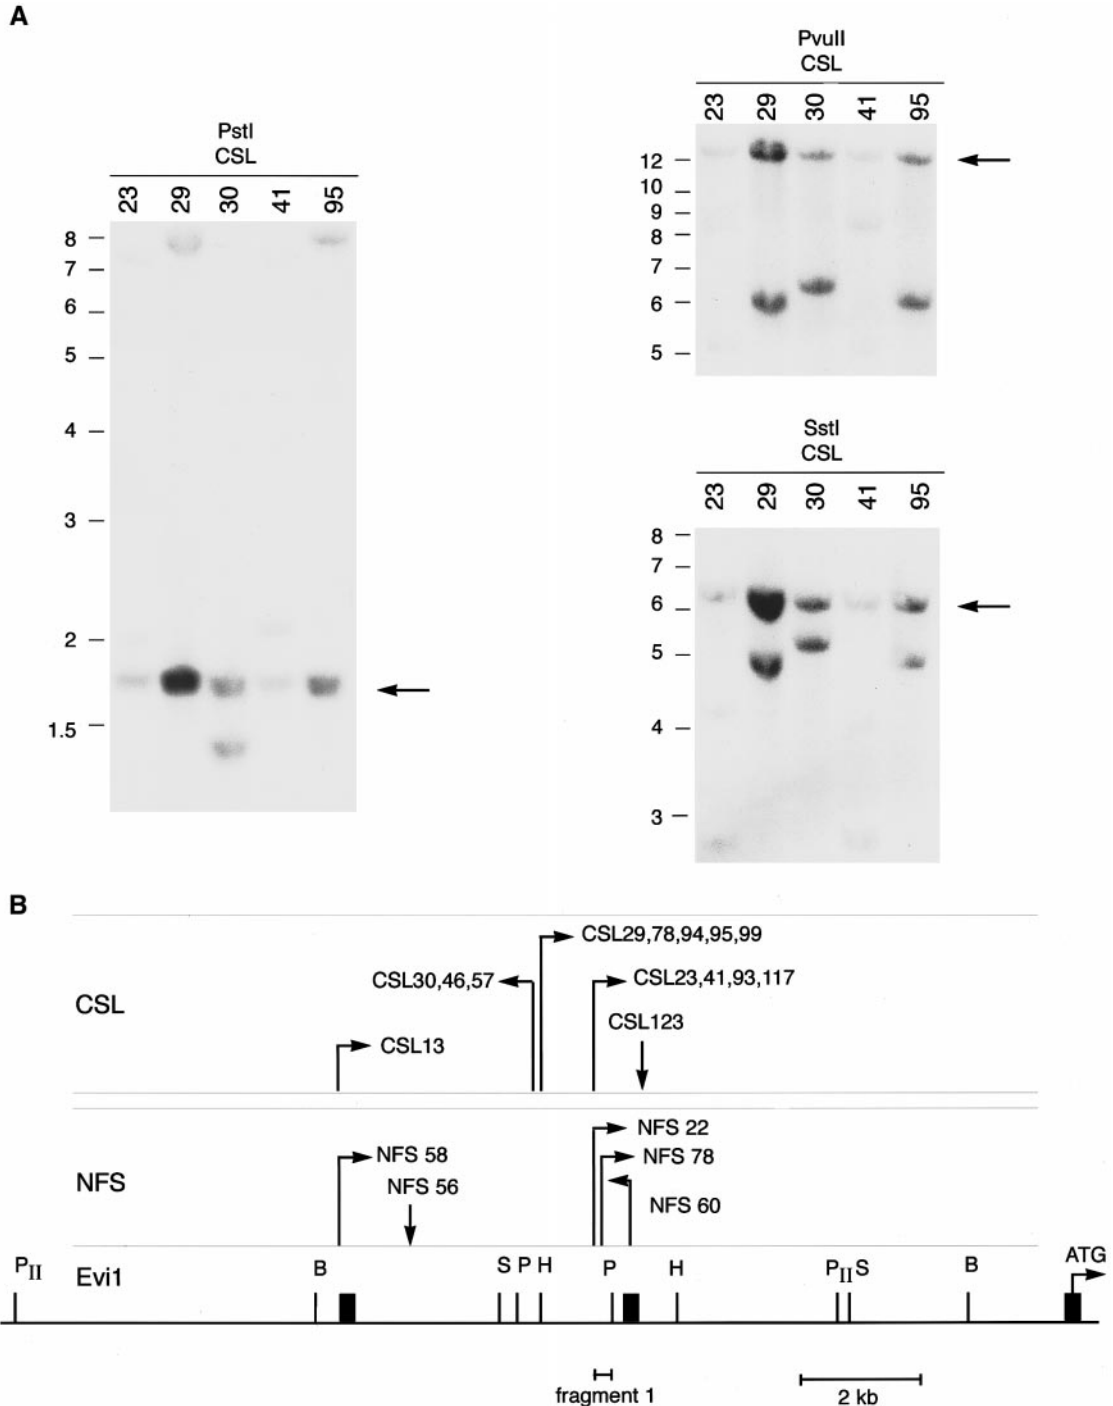 A
PstI
CSL
23 29 30 41 95
8
7
6
5
4
3
2
1.5
PvuII
CSL
23 29 30 41 95
12
10
9
8
7
6
5
SstI
CSL
23 29 30 41 95
8
7
6
5
4
3
B
CSL
CSL29,78,94,95,99
CSL30,46,57
CSL23,41,93,117
CSL123
CSL13
NFS
NFS 22
NFS 58
NFS 78
NFS 56
NFS 60
Evi1
PII B S P H P H PII S B ATG
fragment 1
2 kb